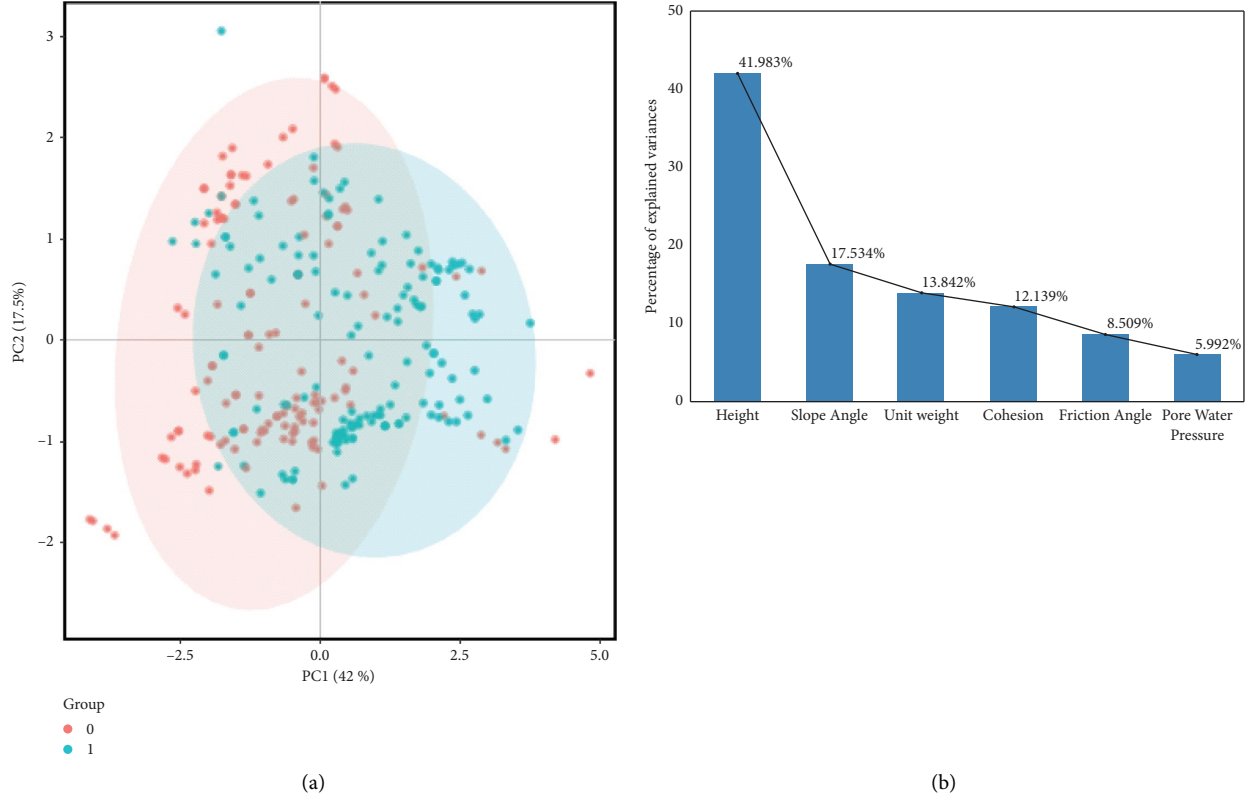 3
2
1
0
−1
−2
PC2 (17.5%)
−2.5
0.0
2.5
5.0
PC1 (42 %)
Group
0
1
(a)
50
40
30
20
10
0
Percentage of explained variances
41.983%
17.534%
13.842%
12.139%
8.509%
5.992%
Height
Slope Angle
Unit weight
Cohesion
Friction Angle
Pore Water
Pressure
(b)